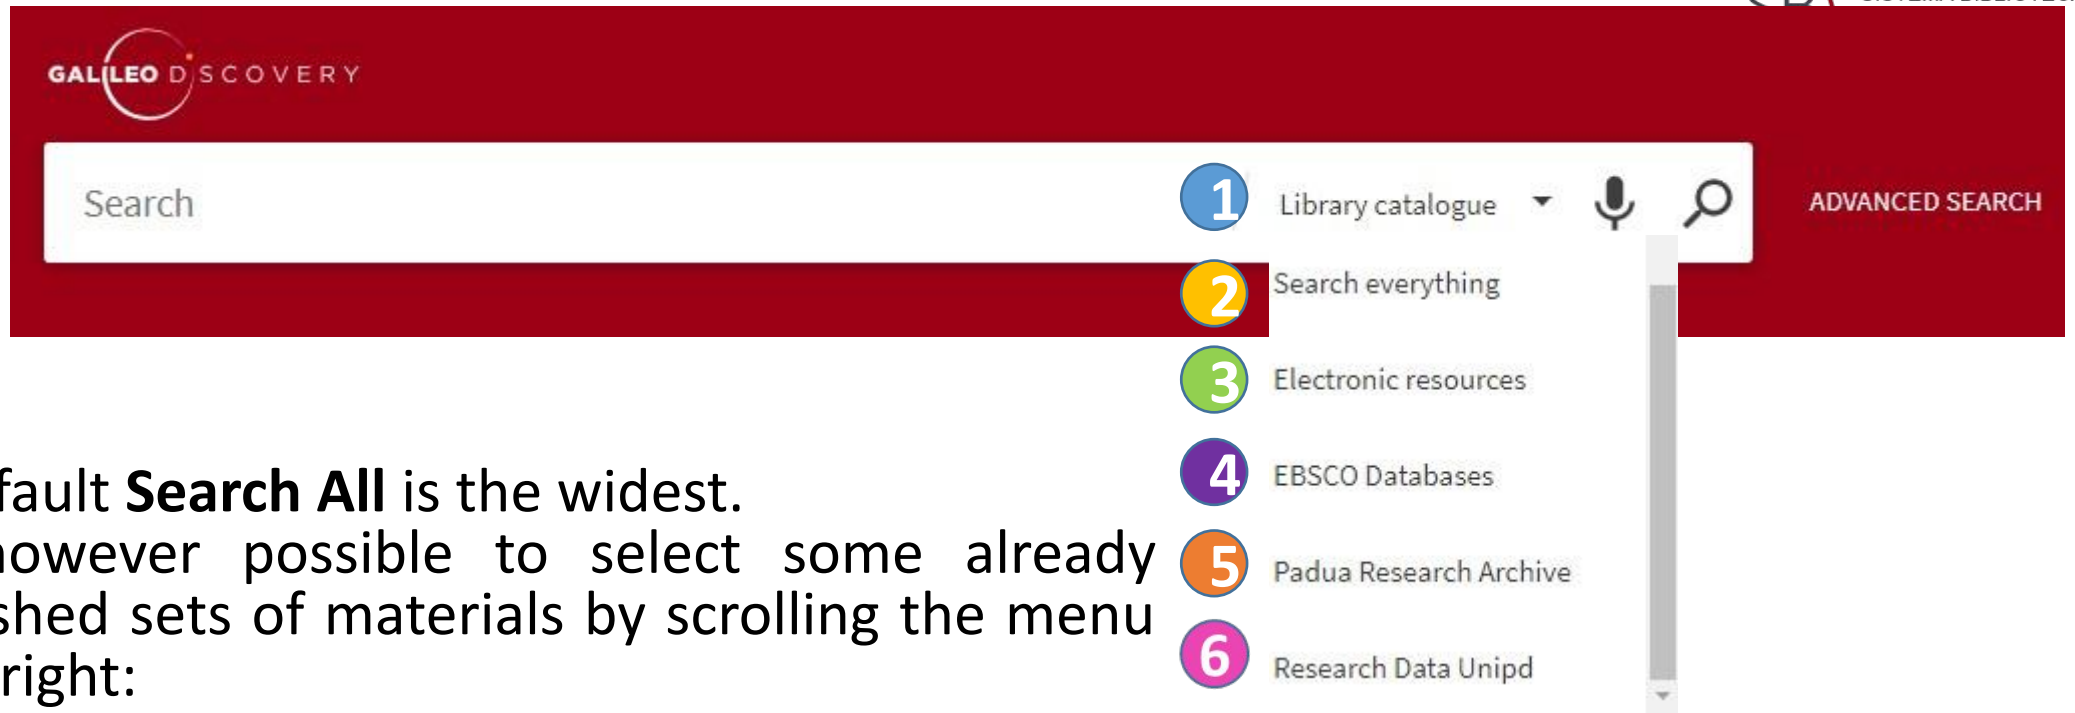 GALILEO DISCOVERY
Search
1 Library catalogue
ADVANCED SEARCH
2 Search everything
3 Electronic resources
4 EBSCO Databases
5 Padua Research Archive
6 Research Data Unipd
fault Search All is the widest.
however possible to select some already
shed sets of materials by scrolling the menu
right: